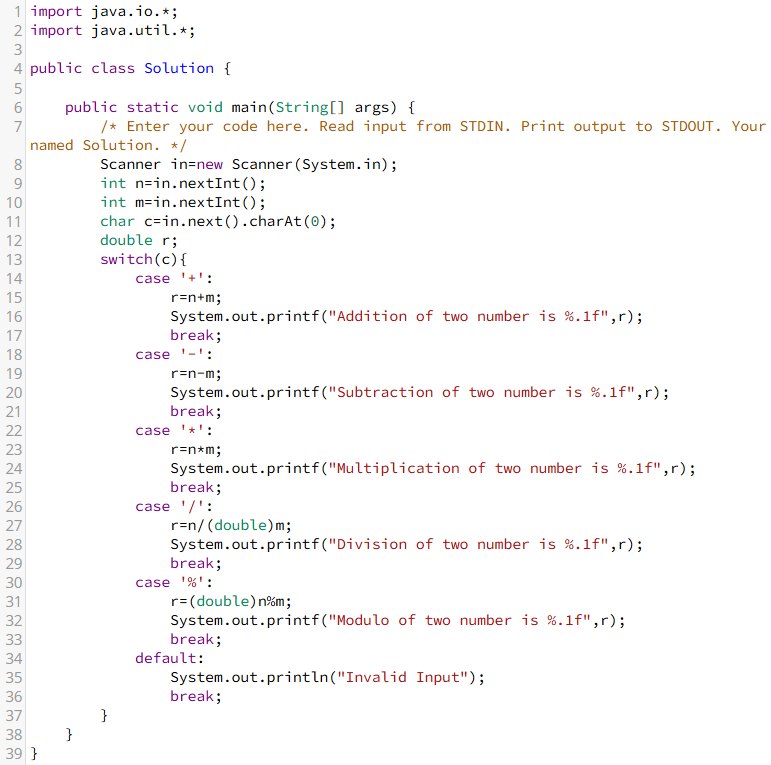 1 import java.io.*;
2 import java.util.*;
3
4 public class Solution {
5
6     public static void main(String[] args) {
7         /* Enter your code here. Read input from STDIN. Print output to STDOUT. Your
named Solution. */
8         Scanner in=new Scanner(System.in);
9         int n=in.nextInt();
10         int m=in.nextInt();
11         char c=in.next().charAt(0);
12         double r;
13         switch(c){
14             case '+':
15                 r=n+m;
16                 System.out.printf("Addition of two number is %.1f",r);
17                 break;
18             case '-':
19                 r=n-m;
20                 System.out.printf("Subtraction of two number is %.1f",r);
21                 break;
22             case '*':
23                 r=n*m;
24                 System.out.printf("Multiplication of two number is %.1f",r);
25                 break;
26             case '/':
27                 r=n/(double)m;
28                 System.out.printf("Division of two number is %.1f",r);
29                 break;
30             case '%':
31                 r=(double)n%m;
32                 System.out.printf("Modulo of two number is %.1f",r);
33                 break;
34             default:
35                 System.out.println("Invalid Input");
36                 break;
37         }
38     }
39 }